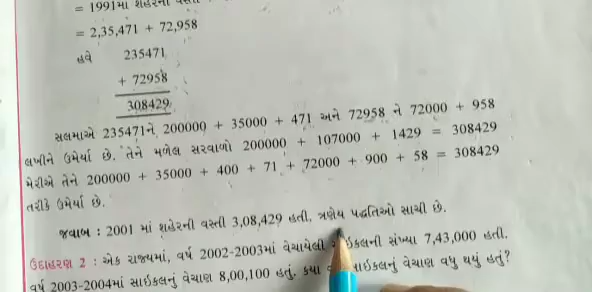 = 1991માં શહેરની વસ્તી
= 2,35,471 + 72,958
હવે 235471
+ 72958
308429
સલમાએ 235471ને 200000 + 35000 + 471 અને 72958 ને 72000 + 958
લખીને ઉમેર્યા છે. તેને મળેલ સરવાળો 200000 + 107000 + 1429 = 308429
મેરીએ તેને 200000 + 35000 + 400 + 71 + 72000 + 900 + 58 = 308429
તરીકે ઉમેર્યા છે.
જવાબ : 2001 માં શહેરની વસ્તી 3,08,429 હતી. ત્રણેય પદ્ધતિઓ સાચી છે.
ઉદાહરણ 2 : એક રાજ્યમાં, વર્ષ 2002-2003માં વેચાયેલી સંખ્યા 7,43,000 હતી.
વર્ષ 2003-2004માં સાઇકલનું વેચાણ 8,00,100 હતું. કયા વેચાણ વધુ થયું હતું?